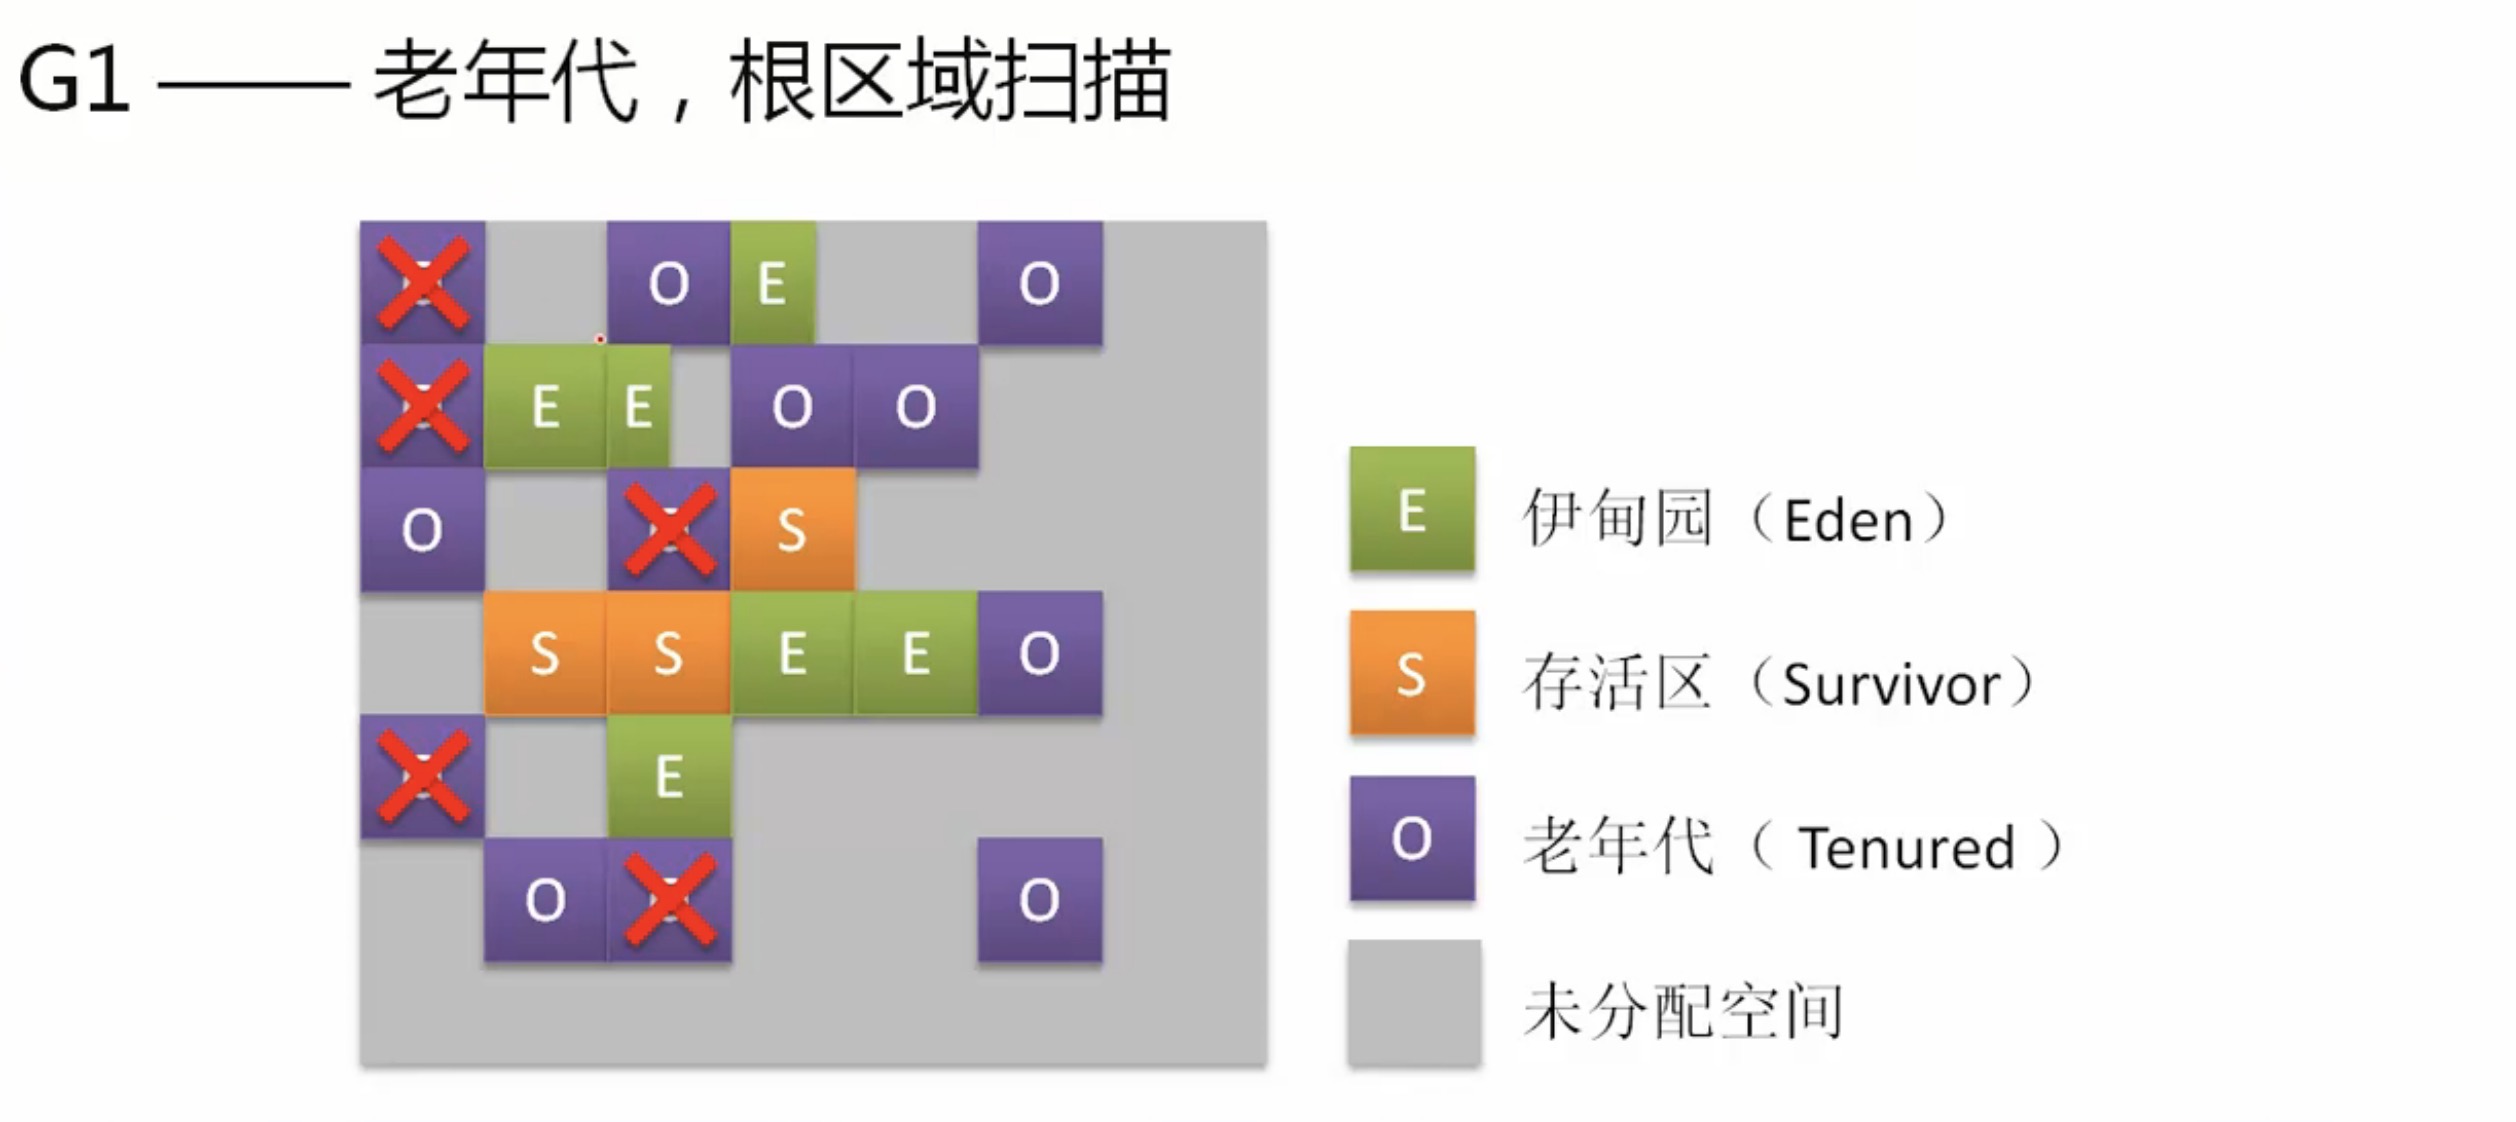 G1 —— 老年代，根区域扫描
O E O
E E O O
O S
S S E E O
E
O O
E 伊甸园（Eden）
S 存活区（Survivor）
O 老年代（ Tenured ）
未分配空间